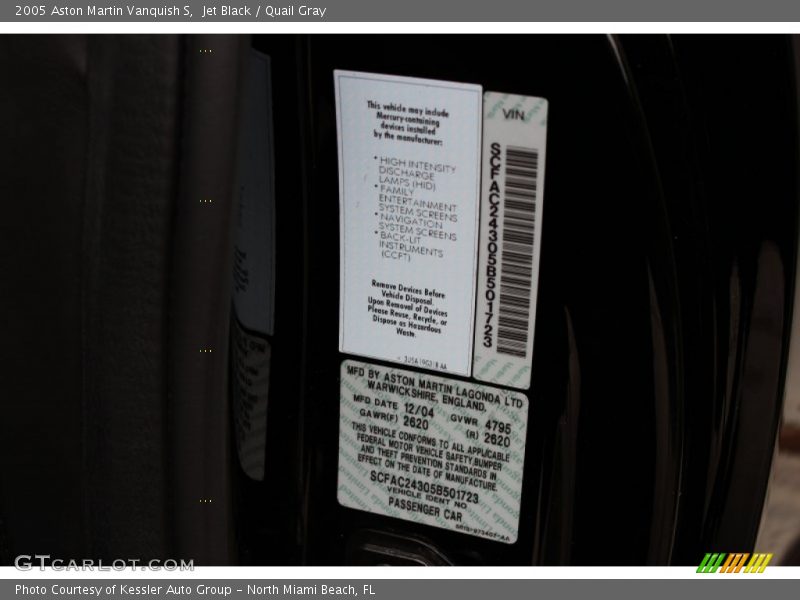 2005 Aston Martin Vanquish S, Jet Black / Quail Gray
This vehicle may include
Mercury-containing
devices installed
by the manufacturer:
• HIGH INTENSITY
DISCHARGE
LAMPS (HID)
• FAMILY
ENTERTAINMENT
SYSTEM SCREENS
• NAVIGATION
SYSTEM SCREENS
• BACK-LIT
INSTRUMENTS
(CCFT)
Remove Devices Before
Vehicle Disposal.
Upon Removal of Devices
Please Reuse, Recycle, or
Dispose as Hazardous
Waste.
VIN
SCFAC24305B501723
MFD BY ASTON MARTIN LAGONDA LTD
WARWICKSHIRE, ENGLAND.
MFD DATE 12/04 GVWR 4795
GAWR(F) 2620 (R) 2620
THIS VEHICLE CONFORMS TO ALL APPLICABLE
FEDERAL MOTOR VEHICLE SAFETY,BUMPER
AND THEFT PREVENTION STANDARDS IN
EFFECT ON THE DATE OF MANUFACTURE.
SCFAC24305B501723
VEHICLE IDENT NO
PASSENGER CAR
GTCARLOT.COM
Photo Courtesy of Kessler Auto Group - North Miami Beach, FL